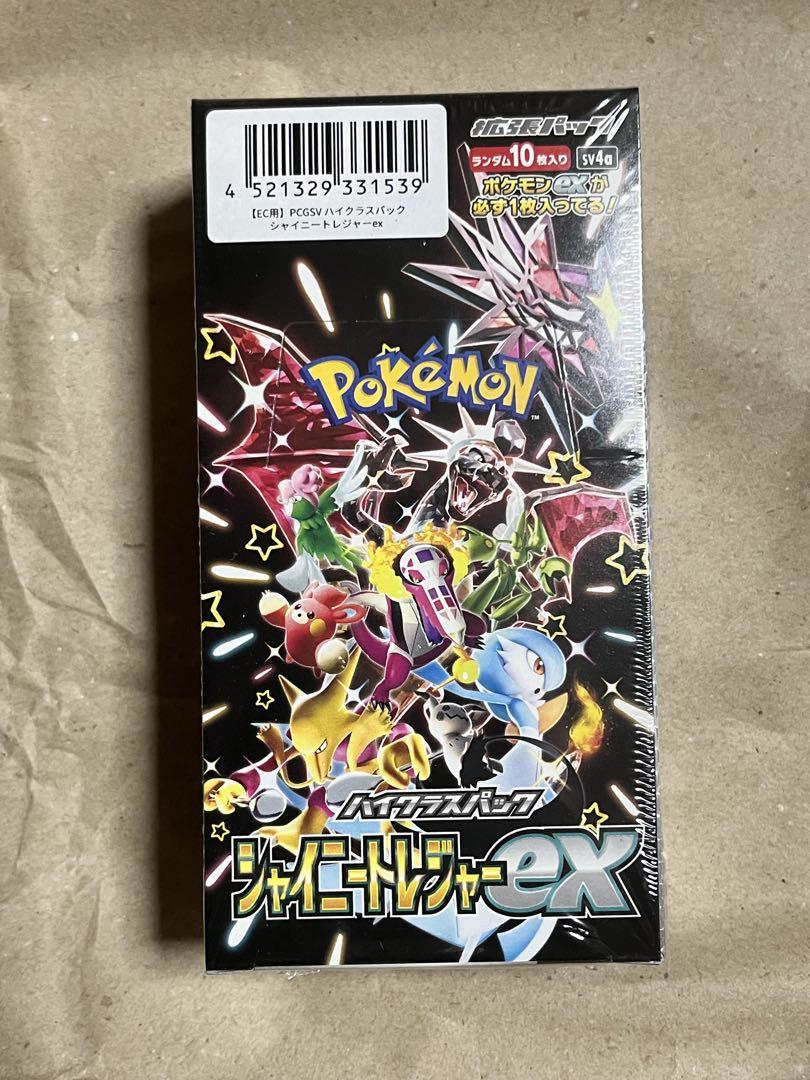 4 521329 331539
【EC用】PCGSV ハイクラスパック
シャイニートレジャーex
拡張パック
ランダム10枚入り sv4a
ポケモンexが
必ず1枚入ってる!
POKéMON
TM
ハイクラスパック
シャイニートレジャーex